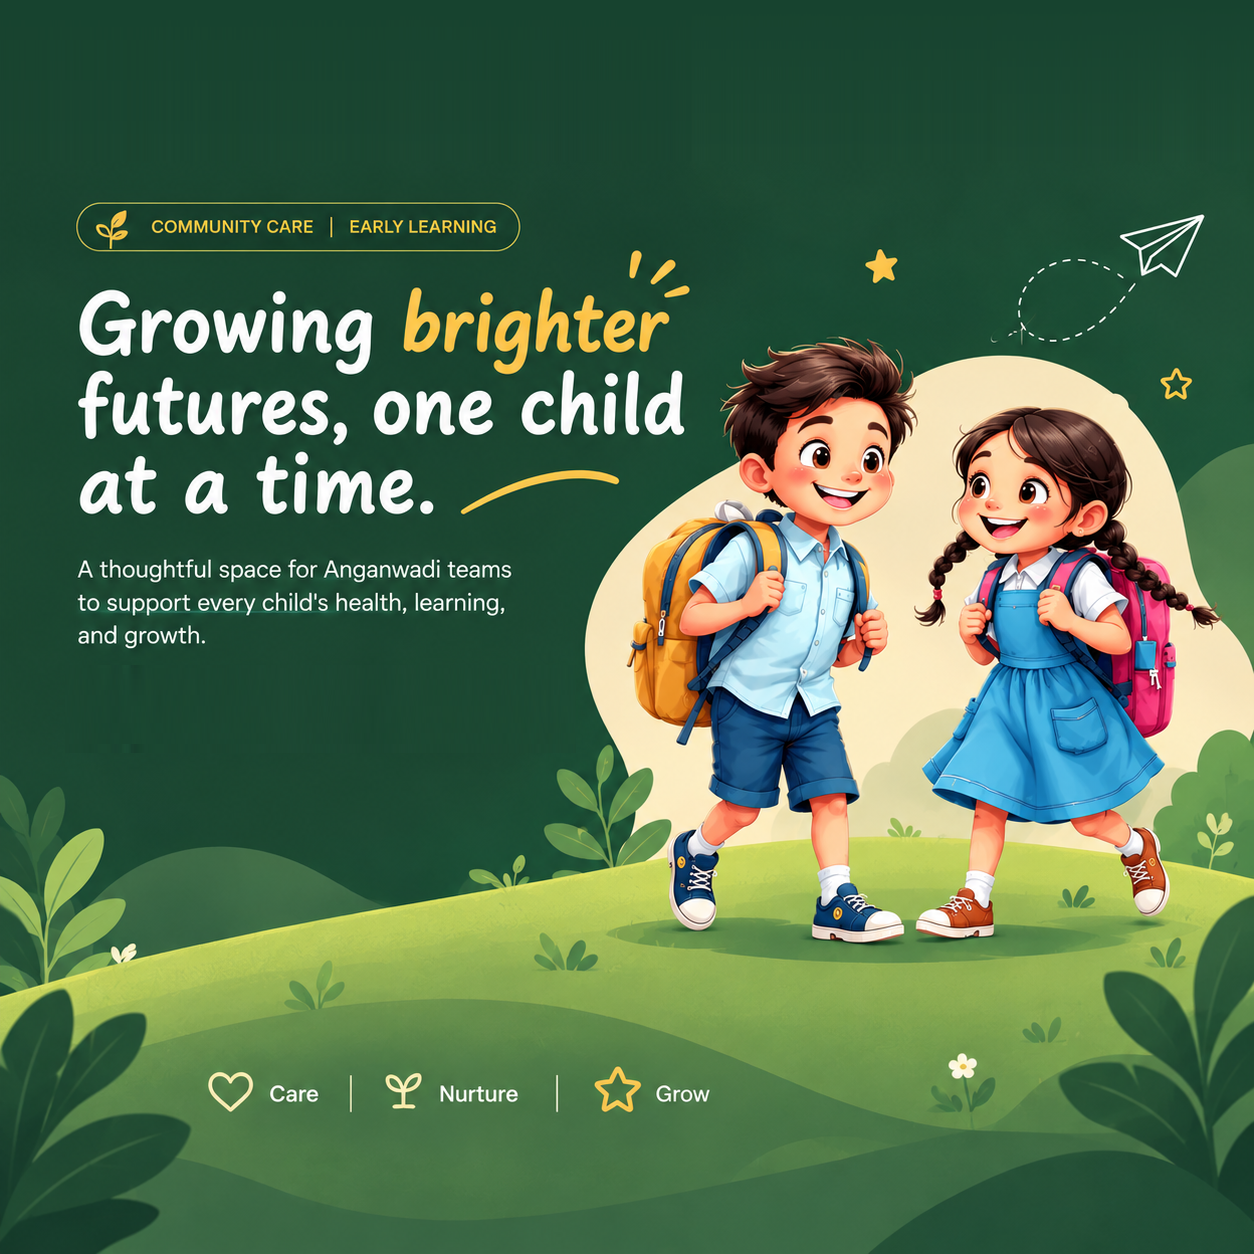 COMMUNITY CARE | EARLY LEARNING
Growing brighter
futures, one child
at a time.
A thoughtful space for Anganwadi teams
to support every child's health, learning,
and growth.
Care | Nurture | Grow